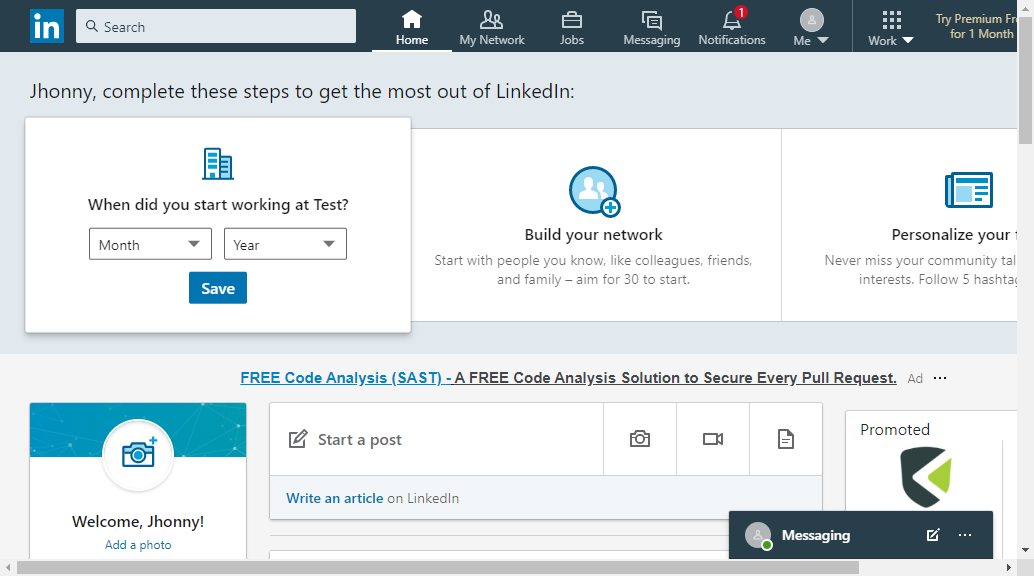 in
Search
Home
My Network
Jobs
Messaging
1
Notifications
Me
Work
Try Premium Fr
for 1 Month
Jhonny, complete these steps to get the most out of LinkedIn:
When did you start working at Test?
Month
Year
Save
Build your network
Start with people you know, like colleagues, friends,
and family – aim for 30 to start.
Personalize your
Never miss your community tal
interests. Follow 5 hashta
FREE Code Analysis (SAST) - A FREE Code Analysis Solution to Secure Every Pull Request. Ad
Welcome, Jhonny!
Add a photo
Start a post
Write an article on LinkedIn
Promoted
Messaging